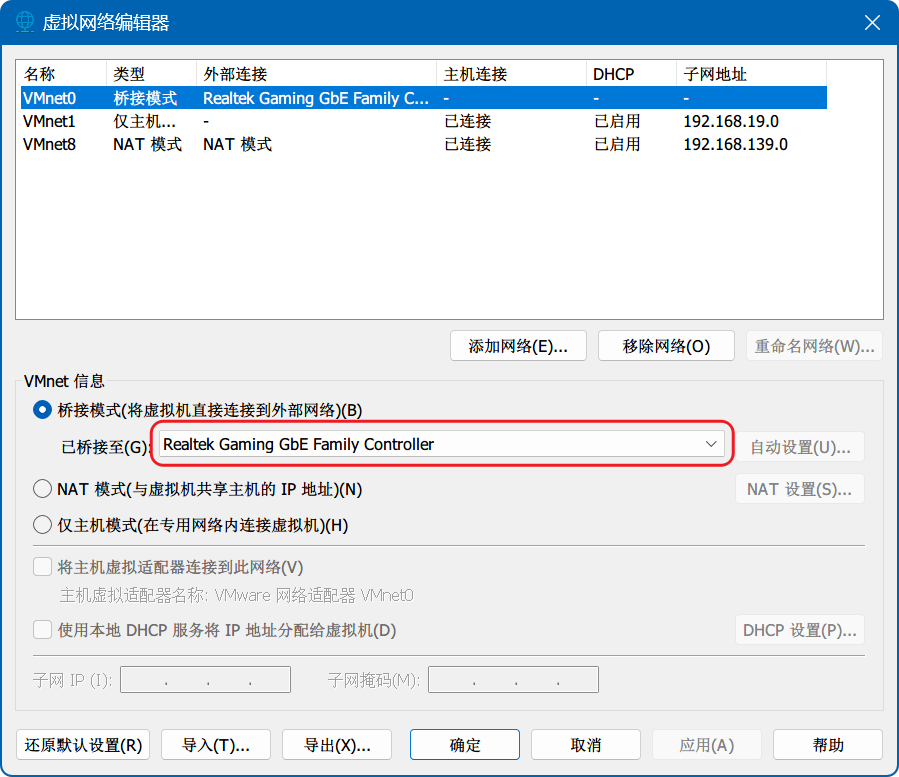 虚拟网络编辑器
名称 类型 外部连接 主机连接 DHCP 子网地址
VMnet0 桥接模式 Realtek Gaming GbE Family C... - - -
VMnet1 仅主机... - 已连接 已启用 192.168.19.0
VMnet8 NAT 模式 NAT 模式 已连接 已启用 192.168.139.0
添加网络(E)... 移除网络(O) 重命名网络(W)...
VMnet 信息
桥接模式(将虚拟机直接连接到外部网络)(B)
已桥接至(G): Realtek Gaming GbE Family Controller 自动设置(U)...
NAT 模式(与虚拟机共享主机的 IP 地址)(N) NAT 设置(S)...
仅主机模式(在专用网络内连接虚拟机)(H)
将主机虚拟适配器连接到此网络(V)
主机虚拟适配器名称: VMware 网络适配器 VMnet0
使用本地 DHCP 服务将 IP 地址分配给虚拟机(D) DHCP 设置(P)...
子网 IP (I): . . . 子网掩码(M): . . .
还原默认设置(R) 导入(T)... 导出(X)... 确定 取消 应用(A) 帮助